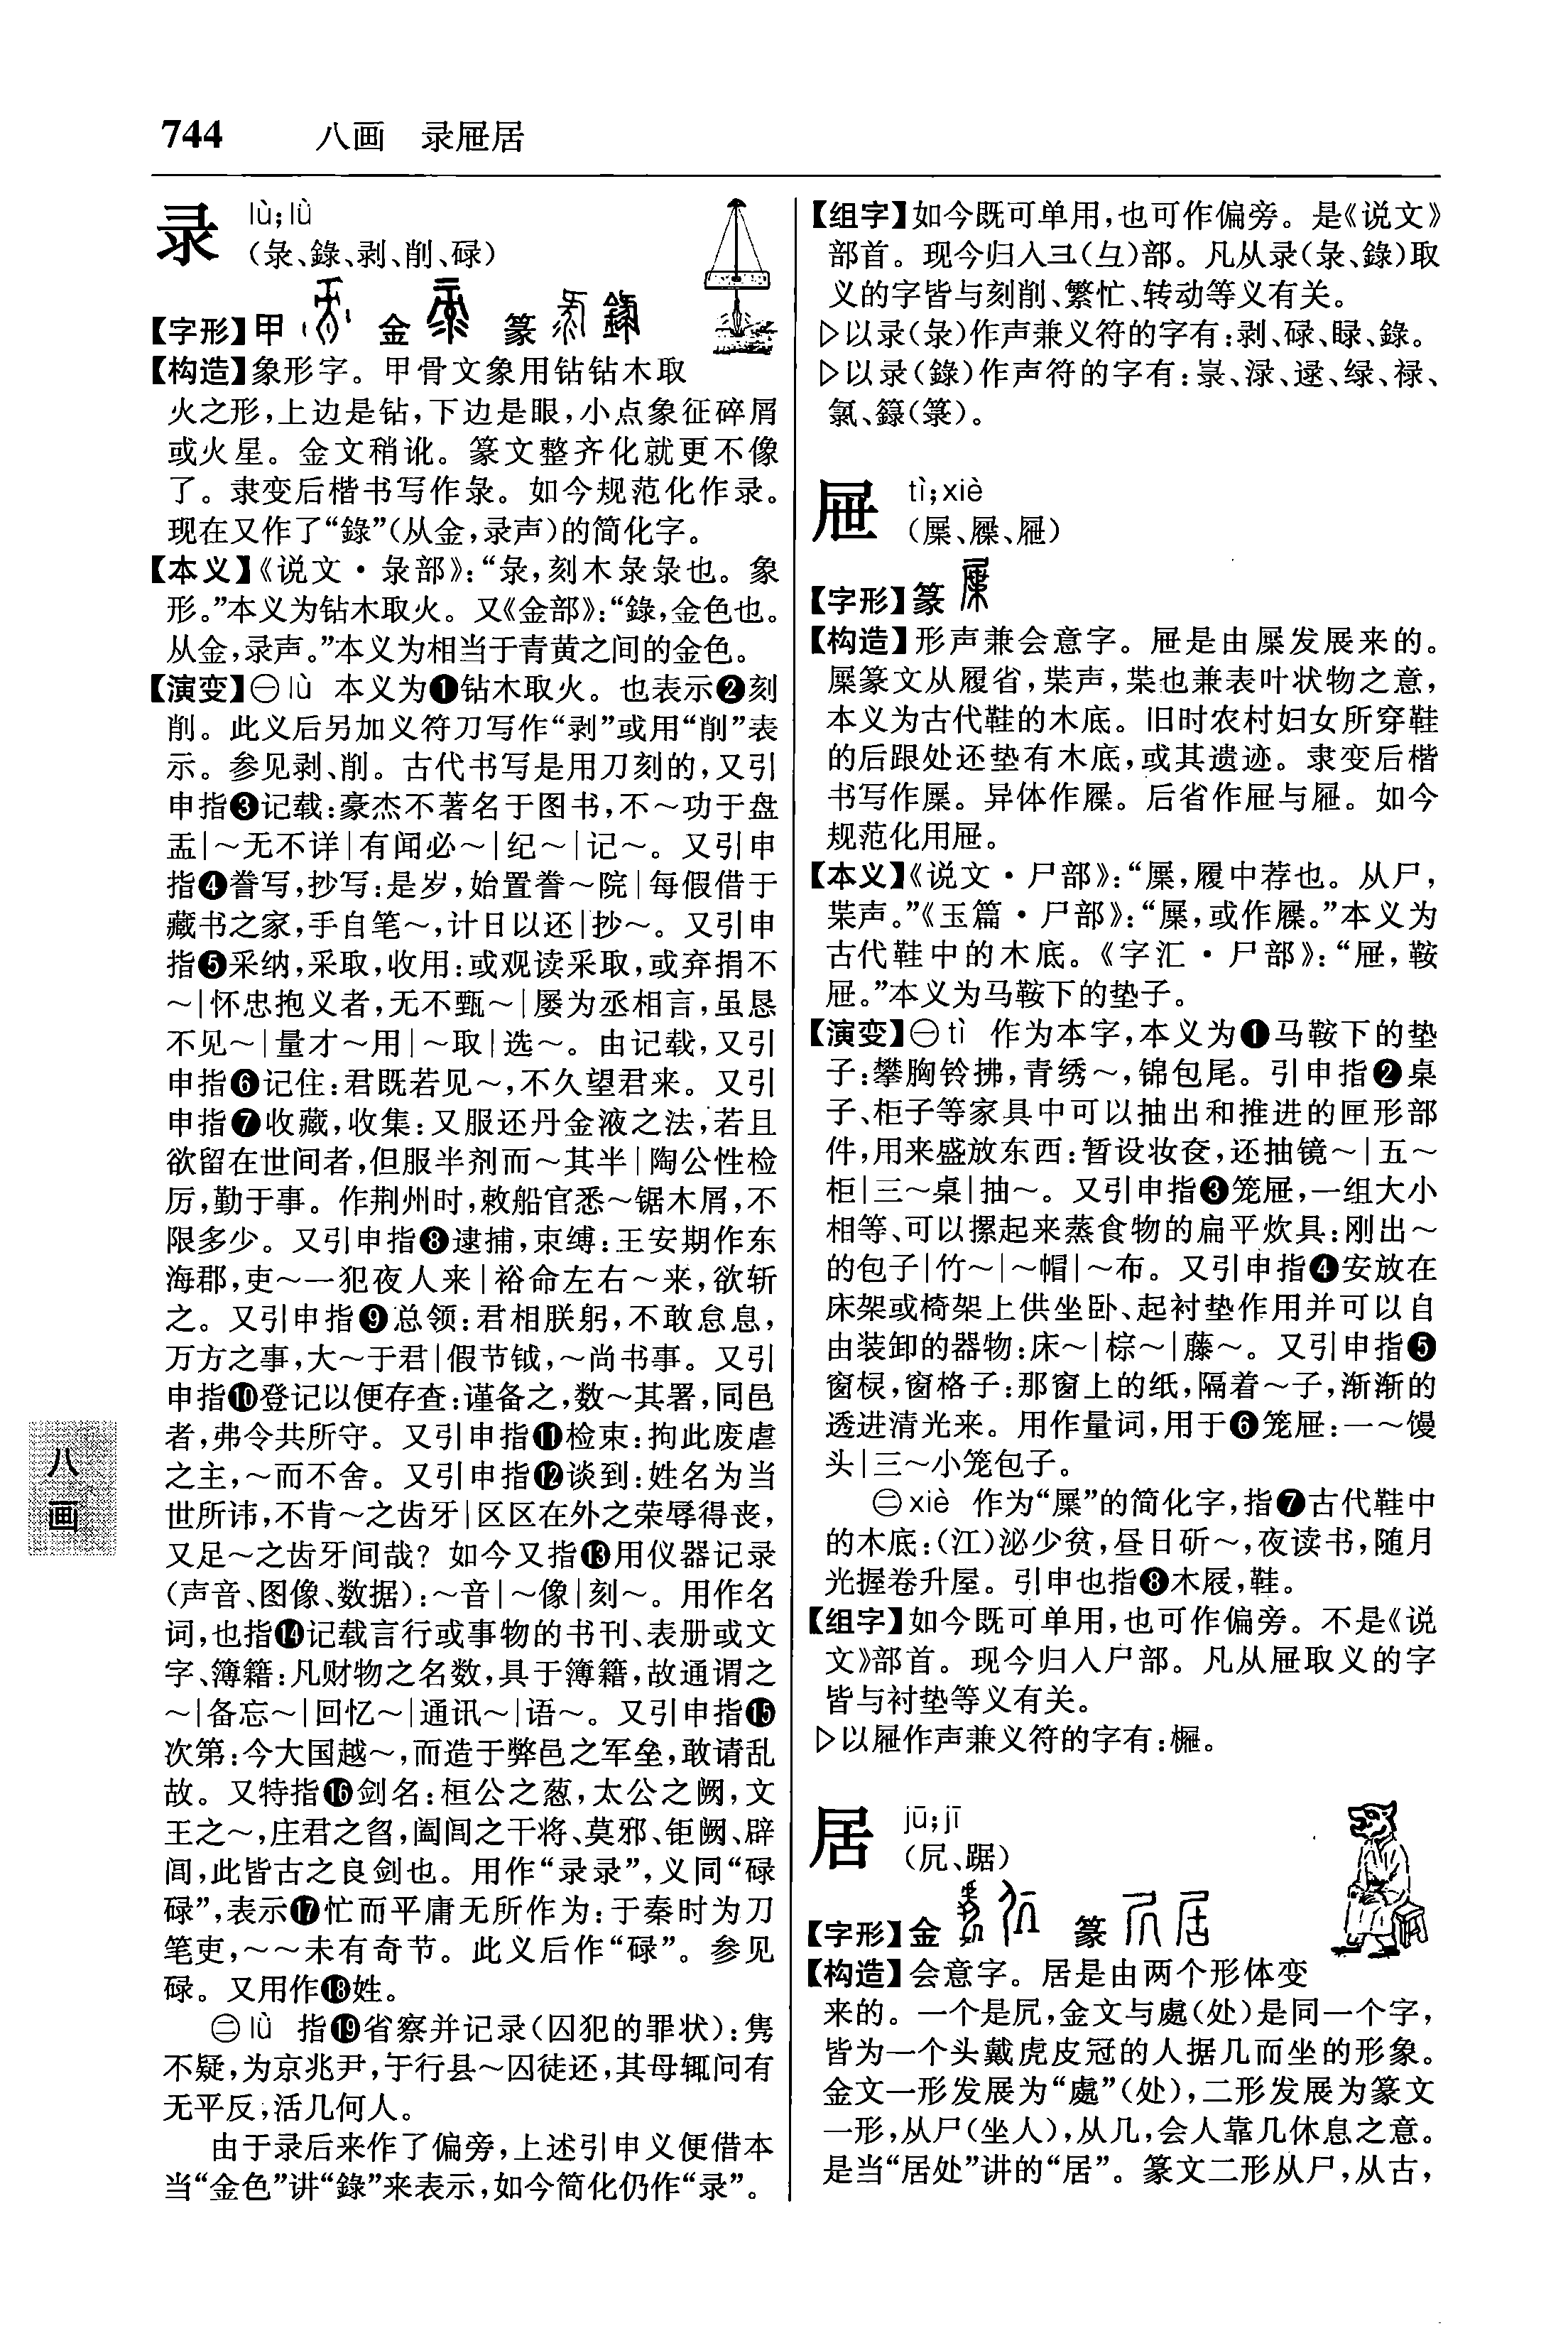 744 八画 录屉居
录 lù;lǜ
(彔、錄、剥、削、碌)
【字形】甲 金 篆
【构造】象形字。甲骨文象用钻钻木取
火之形,上边是钻,下边是眼,小点象征碎屑
或火星。金文稍讹。篆文整齐化就更不像
了。隶变后楷书写作彔。如今规范化作录。
现在又作了“錄”(从金,录声)的简化字。
【本义】《说文·彔部》:“彔,刻木彔彔也。象
形。”本义为钻木取火。又《金部》:“錄,金色也。
从金,录声。”本义为相当于青黄之间的金色。
【演变】㊀lù 本义为❶钻木取火。也表示❷刻
削。此义后另加义符刀写作“剥”或用“削”表
示。参见剥、削。古代书写是用刀刻的,又引
申指❸记载:豪杰不著名于图书,不~功于盘
盂|~无不详|有闻必~|纪~|记~。又引申
指❹誊写,抄写:是岁,始置誊~院|每假借于
藏书之家,手自笔~,计日以还|抄~。又引申
指❺采纳,采取,收用:或观读采取,或弃捐不
~|怀忠抱义者,无不甄~|屡为丞相言,虽恳
不见~|量才~用|~取|选~。由记载,又引
申指❻记住:君既若见~,不久望君来。又引
申指❼收藏,收集:又服还丹金液之法,若且
欲留在世间者,但服半剂而~其半|陶公性检
厉,勤于事。作荆州时,敕船官悉~锯木屑,不
限多少。又引申指❽逮捕,束缚:王安期作东
海郡,吏~一犯夜人来|裕命左右~来,欲斩
之。又引申指❾总领:君相朕躬,不敢怠息,
万方之事,大~于君|假节钺,~尚书事。又引
申指❿登记以便存查:谨备之,数~其署,同邑
者,弗令共所守。又引申指⓫检束:拘此废虐
之主,~而不舍。又引申指⓬谈到:姓名为当
世所讳,不肯~之齿牙|区区在外之荣辱得丧,
又足~之齿牙间哉?如今又指⓭用仪器记录
(声音、图像、数据):~音|~像|刻~。用作名
词,也指⓮记载言行或事物的书刊、表册或文
字、簿籍:凡财物之名数,具于簿籍,故通谓之
~|备忘~|回忆~|通讯~|语~。又引申指⓯
次第:今大国越~,而造于弊邑之军垒,敢请乱
故。又特指⓰剑名:桓公之葱,太公之阙,文
王之~,庄君之曶,阖闾之干将、莫邪、钜阙、辟
闾,此皆古之良剑也。用作“录录”,义同“碌
碌”,表示⓱忙而平庸无所作为:于秦时为刀
笔吏,~~未有奇节。此义后作“碌”。参见
碌。又用作⓲姓。
㊁lǜ 指⓳省察并记录(囚犯的罪状):隽
不疑,为京兆尹,于行县~囚徒还,其母辄问有
无平反,活几何人。
由于录后来作了偏旁,上述引申义便借本
当“金色”讲“錄”来表示,如今简化仍作“录”。
【组字】如今既可单用,也可作偏旁。是《说文》
部首。现今归入彐(彑)部。凡从录(彔、錄)取
义的字皆与刻削、繁忙、转动等义有关。
▷以录(彔)作声兼义符的字有:剥、碌、睩、錄。
▷以录(錄)作声符的字有:娽、渌、逯、绿、禄、
氯、籙(箓)。
屉 tì;xiè
(屟、屧、屜)
【字形】篆
【构造】形声兼会意字。屉是由屟发展来的。
屟篆文从履省,枼声,枼也兼表叶状物之意,
本义为古代鞋的木底。旧时农村妇女所穿鞋
的后跟处还垫有木底,或其遗迹。隶变后楷
书写作屟。异体作屧。后省作屉与屜。如今
规范化用屉。
【本义】《说文·尸部》:“屟,履中荐也。从尸,
枼声。”《玉篇·尸部》:“屟,或作屧。”本义为
古代鞋中的木底。《字汇·尸部》:“屉,鞍
屉。”本义为马鞍下的垫子。
【演变】㊀tì 作为本字,本义为❶马鞍下的垫
子:攀胸铃拂,青绣~,锦包尾。引申指❷桌
子、柜子等家具中可以抽出和推进的匣形部
件,用来盛放东西:暂设妆奁,还抽镜~|五~
柜|三~桌|抽~。又引申指❸笼屉,一组大小
相等、可以摞起来蒸食物的扁平炊具:刚出~
的包子|竹~|~帽|~布。又引申指❹安放在
床架或椅架上供坐卧、起衬垫作用并可以自
由装卸的器物:床~|棕~|藤~。又引申指❺
窗棂,窗格子:那窗上的纸,隔着~子,渐渐的
透进清光来。用作量词,用于❻笼屉:一~馒
头|三~小笼包子。
㊁xiè 作为“屟”的简化字,指❼古代鞋中
的木底:(江)泌少贫,昼日斫~,夜读书,随月
光握卷升屋。引申也指❽木屐,鞋。
【组字】如今既可单用,也可作偏旁。不是《说
文》部首。现今归入尸部。凡从屉取义的字
皆与衬垫等义有关。
▷以屜作声兼义符的字有:榍。
居 jū;jī
(凥、踞)
【字形】金 篆
【构造】会意字。居是由两个形体变
来的。一个是凥,金文与處(处)是同一个字,
皆为一个头戴虎皮冠的人据几而坐的形象。
金文一形发展为“處”(处),二形发展为篆文
一形,从尸(坐人),从几,会人靠几休息之意。
是当“居处”讲的“居”。篆文二形从尸,从古,
八
画